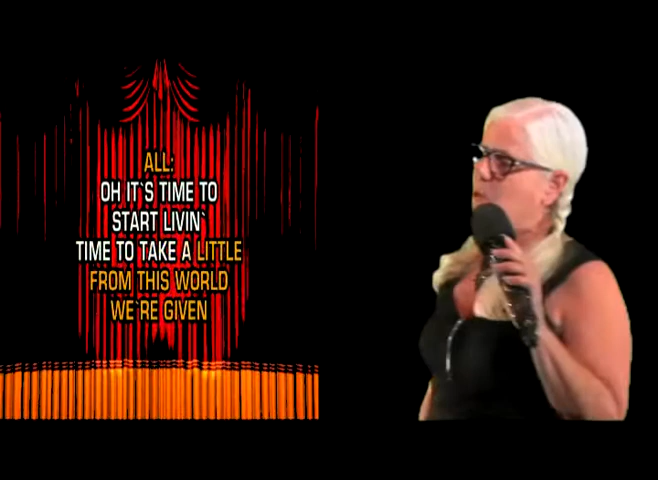 ALL:
OH IT`S TIME TO
START LIVIN`
TIME TO TAKE A LITTLE
FROM THIS WORLD
WE`RE GIVEN